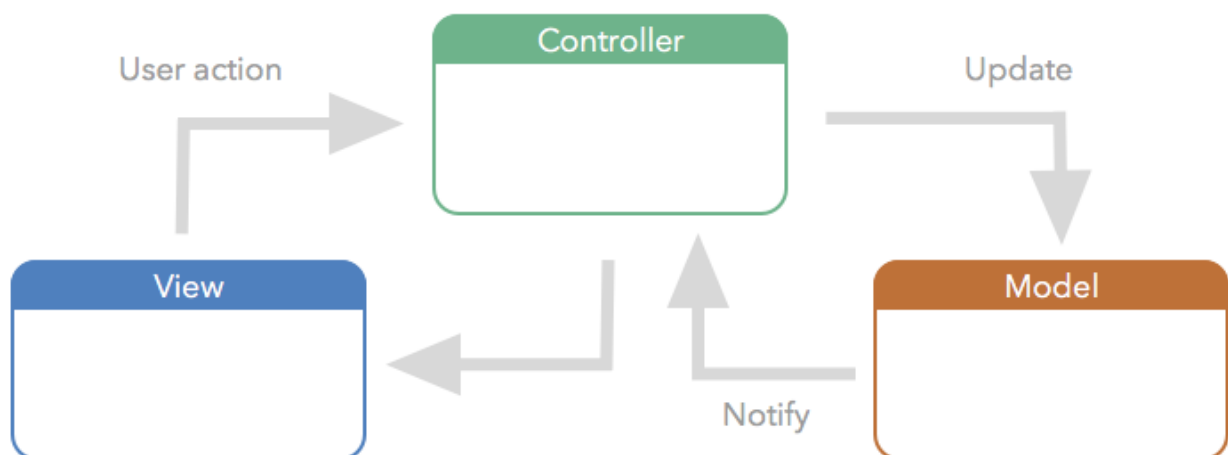 Controller
User action
Update
View
Model
Notify